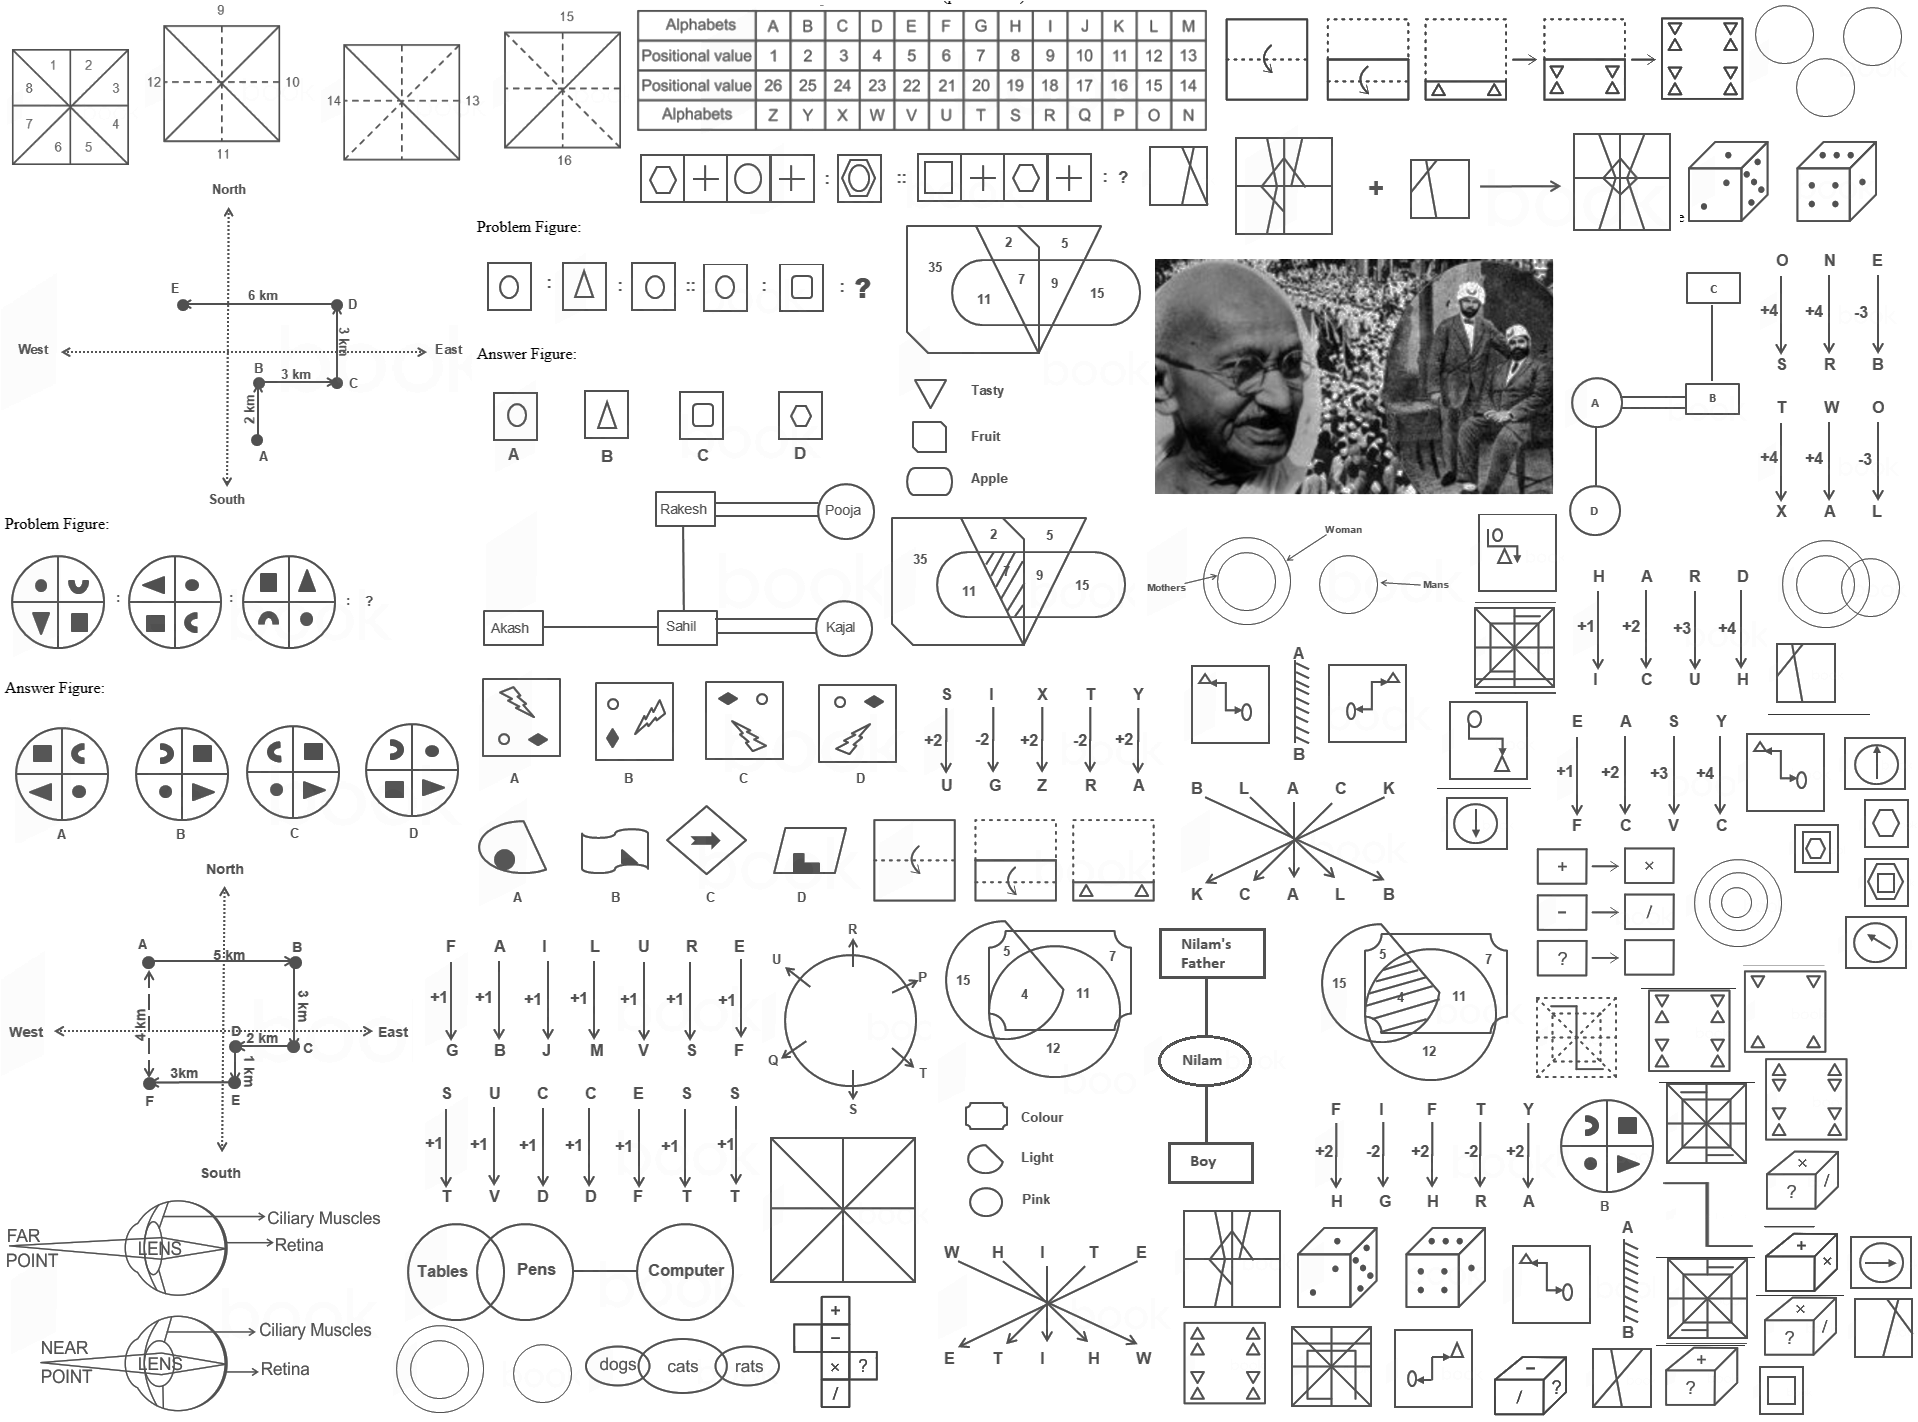 9
15
1 2
8 3
7 4
6 5
12 10
11
14 13
16
Alphabets A B C D E F G H I J K L M
Positional value 1 2 3 4 5 6 7 8 9 10 11 12 13
Positional value 26 25 24 23 22 21 20 19 18 17 16 15 14
Alphabets Z Y X W V U T S R Q P O N
: :: : ?
+
North
E
6 km
D
3 km
West
East
B
3 km
C
2 km
A
South
Problem Figure:
: : :: : : ?
Answer Figure:
A B C D
2 5
35
7 9
11 15
Tasty
Fruit
Apple
C
A
B
D
O N E
+4 +4 -3
S R B
T W O
+4 +4 -3
X A L
Problem Figure:
: : : ?
Answer Figure:
A B C D
Rakesh
Pooja
Akash
Sahil
Kajal
2 5
35
7 9
11 15
Woman
Mothers
Mans
H A R D
+1 +2 +3 +4
I C U H
A
B
A B C D
S I X T Y
+2 -2 +2 -2 +2
U G Z R A
B L A C K
K C A L B
E A S Y
+1 +2 +3 +4
F C V C
A B C D
+ ×
− /
?
North
A
5 km
B
3 km
4 km
West
East
D
2 km
C
1 km
3km
F
E
South
F A I L U R E
+1 +1 +1 +1 +1 +1 +1
G B J M V S F
S U C C E S S
+1 +1 +1 +1 +1 +1 +1
T V D D F T T
R
U
P
Q
T
S
5 7
15
4 11
12
Colour
Light
Pink
Nilam's
Father
Nilam
Boy
5 7
15
4 11
12
F I F T Y
+2 -2 +2 -2 +2
H G H R A
B
FAR
POINT
LENS
Ciliary Muscles
Retina
NEAR
POINT
LENS
Ciliary Muscles
Retina
Tables Pens Computer
dogs cats rats
+
−
× ?
/
W H I T E
E T I H W
A
B
×
? /
+
×
×
? /
−
/ ?
+
?